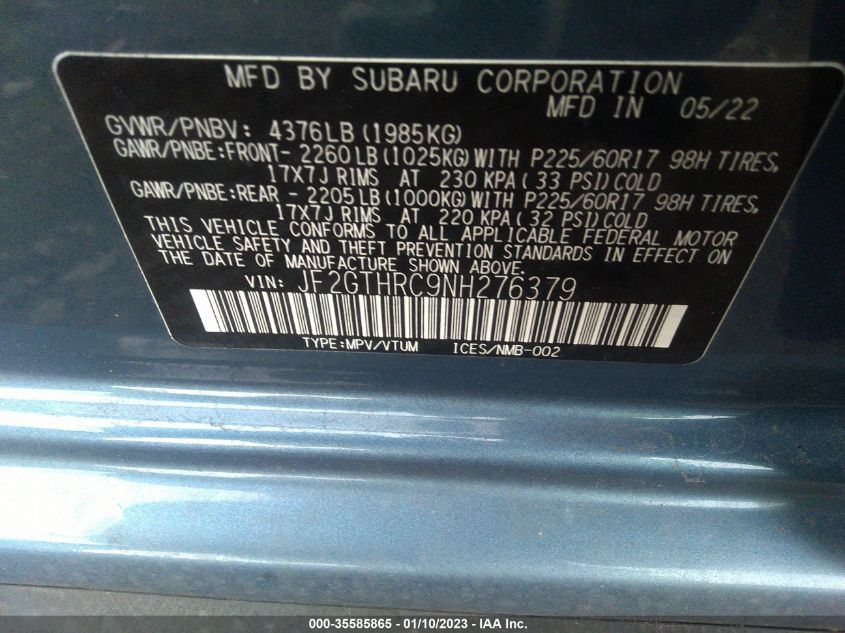 MFD BY SUBARU CORPORATION
MFD IN 05/22
GVWR/PNBV: 4376LB (1985KG)
GAWR/PNBE:FRONT- 2260LB (1025KG) WITH P225/60R17 98H TIRES,
17X7J RIMS AT 230 KPA ( 33 PSI) COLD
GAWR/PNBE:REAR - 2205LB (1000KG) WITH P225/60R17 98H TIRES,
17X7J RIMS AT 220 KPA ( 32 PSI) COLD
THIS VEHICLE CONFORMS TO ALL APPLICABLE FEDERAL MOTOR
VEHICLE SAFETY AND THEFT PREVENTION STANDARDS IN EFFECT ON
THE DATE OF MANUFACTURE SHOWN ABOVE.
VIN: JF2GTHRC9NH276379
TYPE:MPV/VTUM ICES/NMB-002
000-35585865 - 01/10/2023 - © IAA Inc.